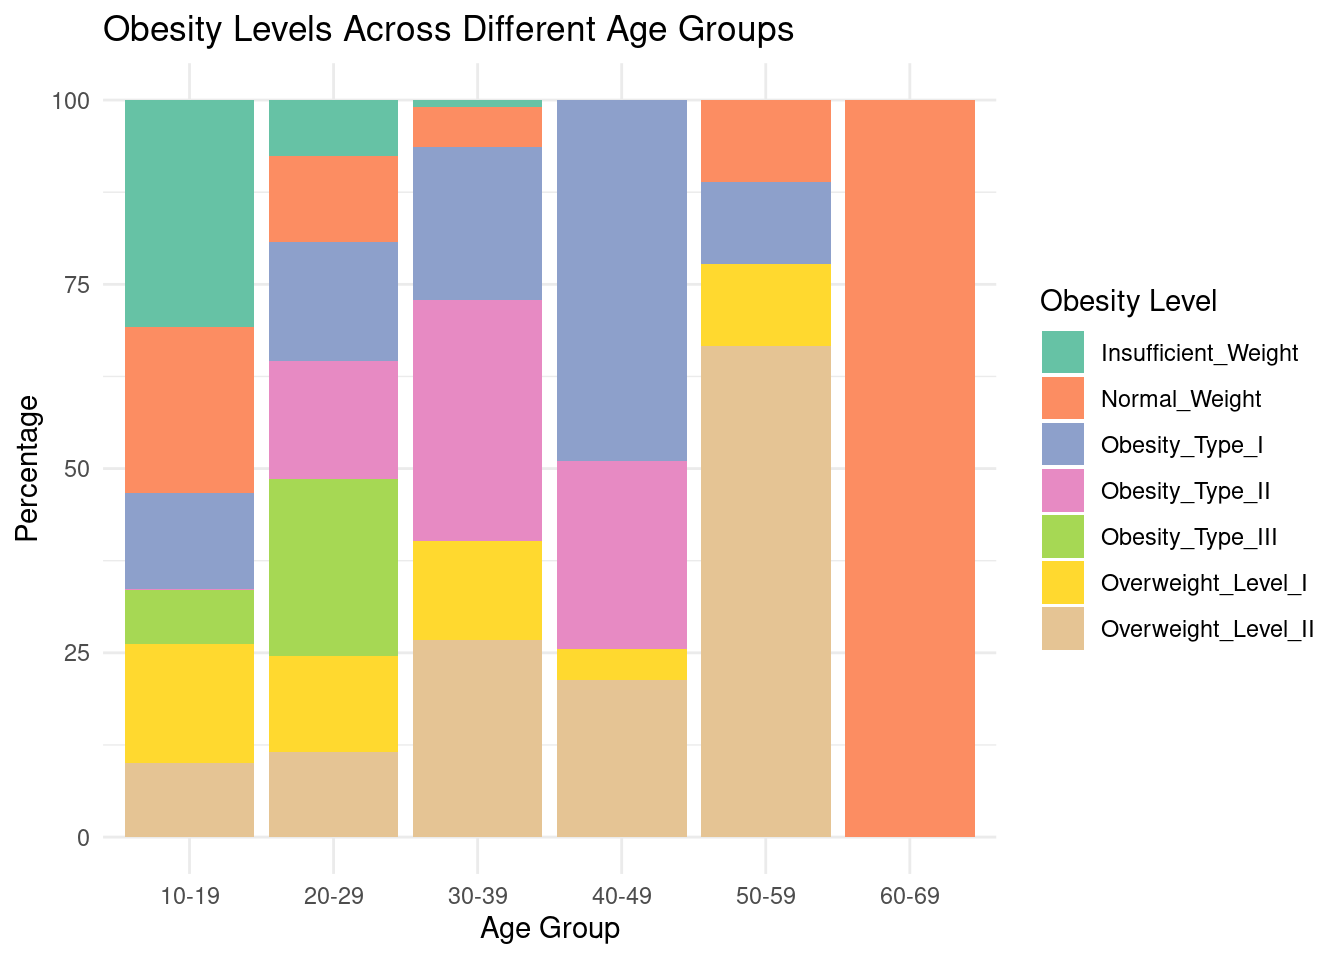 Obesity Levels Across Different Age Groups
100
75
50
25
0
Percentage
10-19 20-29 30-39 40-49 50-59 60-69
Age Group
Obesity Level
Insufficient_Weight
Normal_Weight
Obesity_Type_I
Obesity_Type_II
Obesity_Type_III
Overweight_Level_I
Overweight_Level_II